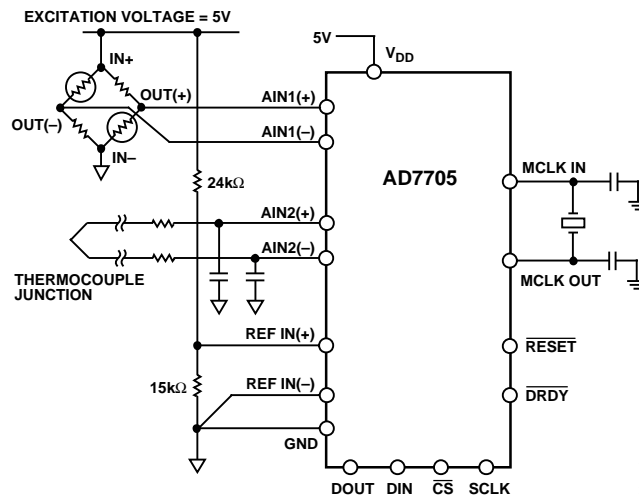 EXCITATION VOLTAGE = 5V
IN+
OUT(+)
OUT(–)
IN–
5V
VDD
AIN1(+)
AIN1(–)
24kΩ
AD7705
MCLK IN
AIN2(+)
AIN2(–)
THERMOCOUPLE
JUNCTION
MCLK OUT
REF IN(+)
RESET
15kΩ
REF IN(–)
DRDY
GND
DOUT
DIN
CS
SCLK